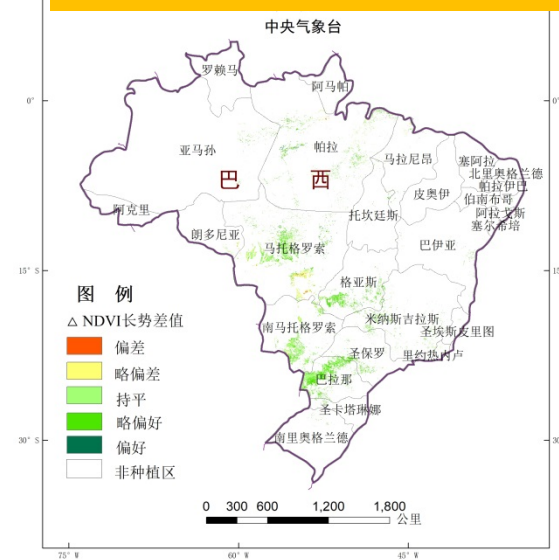 中央气象台
罗赖马
阿马帕
0°
0°
亚马孙
帕拉
马拉尼昂
塞阿拉
北里奥格兰德
帕拉伊巴
伯南布哥
阿拉戈斯
塞尔希培
巴 西
皮奥伊
阿克里
托坎廷斯
朗多尼亚
马托格罗索
巴伊亚
15° S
格亚斯
图 例
△ NDVI长势差值
偏差
略偏差
持平
略偏好
偏好
非种植区
南马托格罗索
米纳斯吉拉斯
圣埃斯皮里图
圣保罗
里约热内卢
巴拉那
圣卡塔琳娜
南里奥格兰德
30° S
0 300 600 1,200 1,800
公里
75° W
60° W
45° W